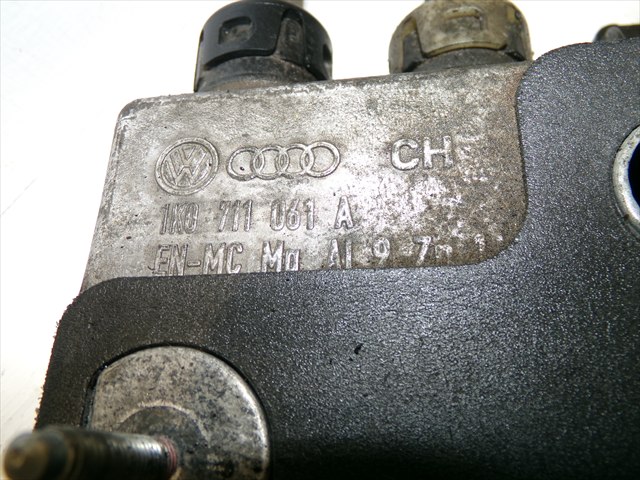 CH
1K0 711 061 A
EN-MC Mg Al 9